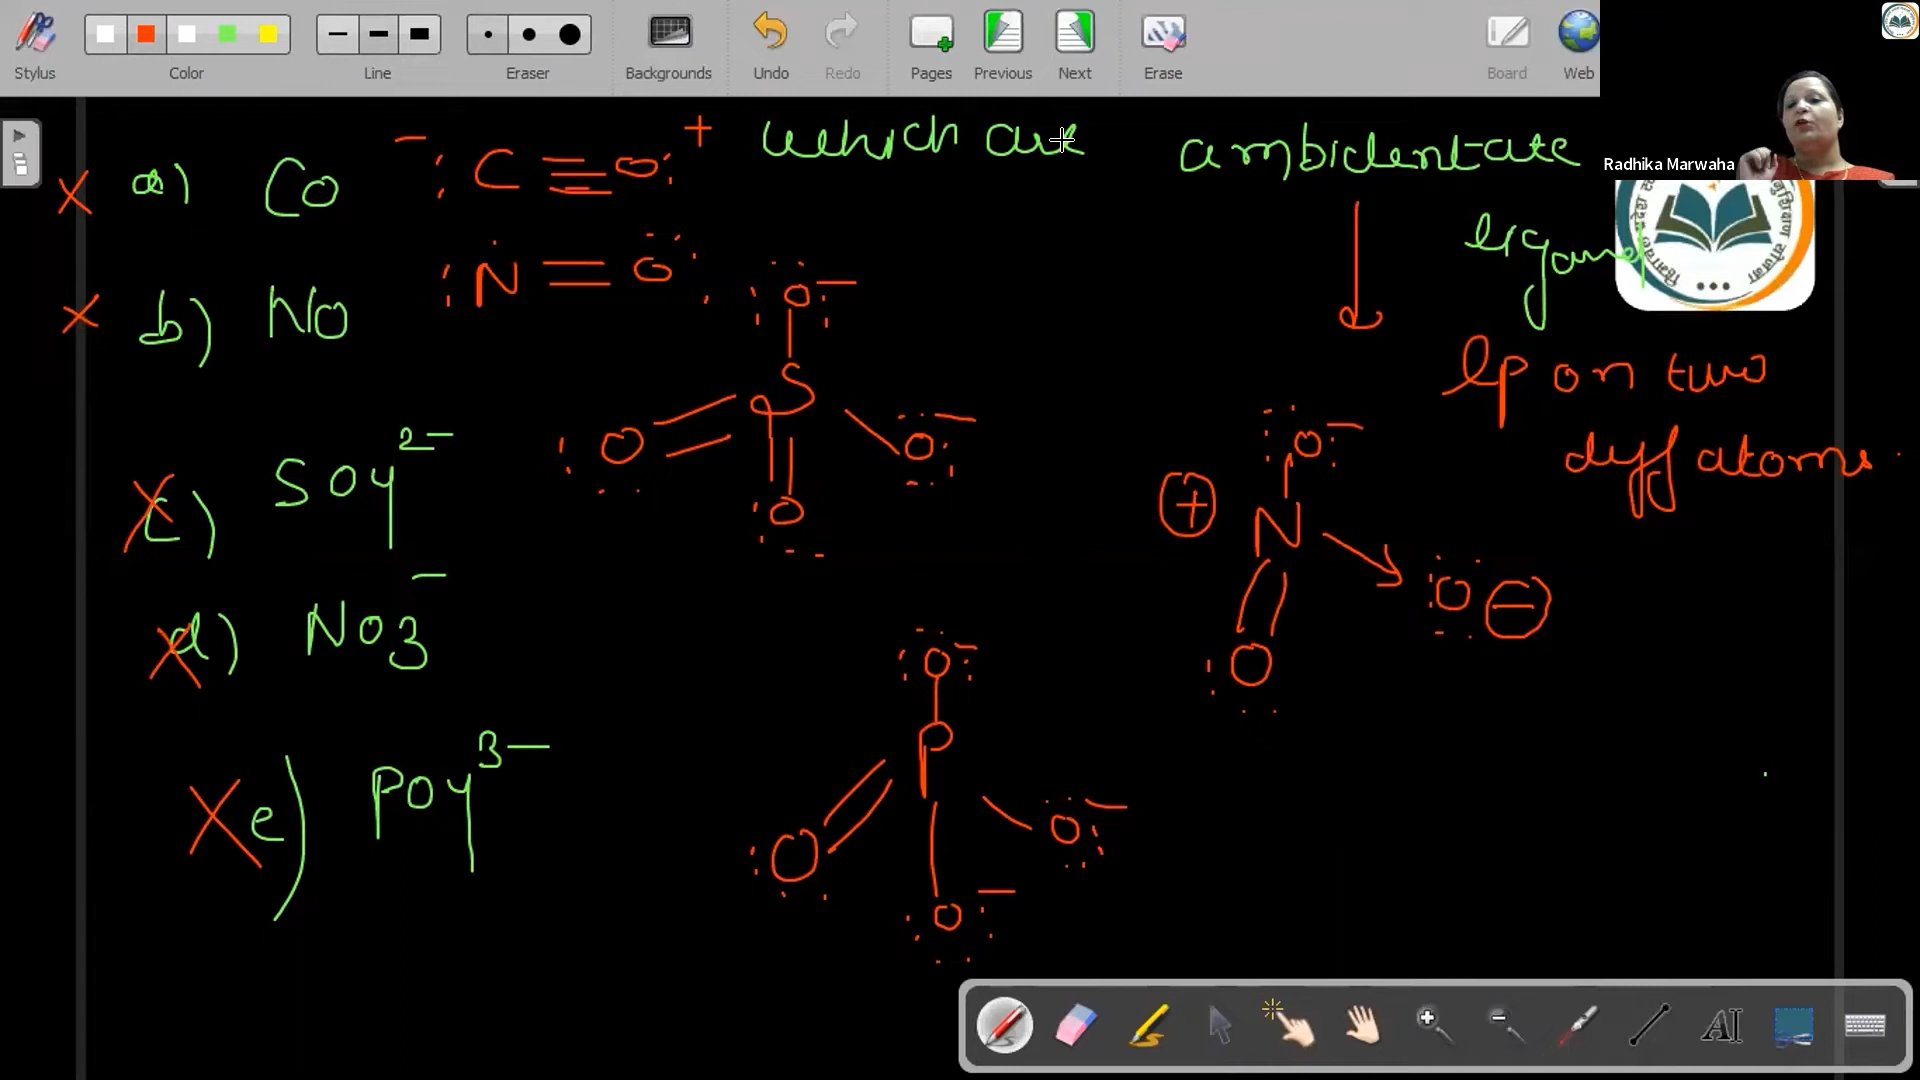 Stylus Color Line Eraser Backgrounds Undo Redo Pages Previous Next Erase Board Web
Radhika Marwaha
which are ambidentate
ligand
a) CO
:C≡O:
− +
b) NO
:N=O:
lp on two
diff atoms.
c) SO4 2−
O −
S
O
O −
O
d) NO3 −
O −
+ N
O −
O
e) PO4 3−
O −
P
O
O −
O −
AI